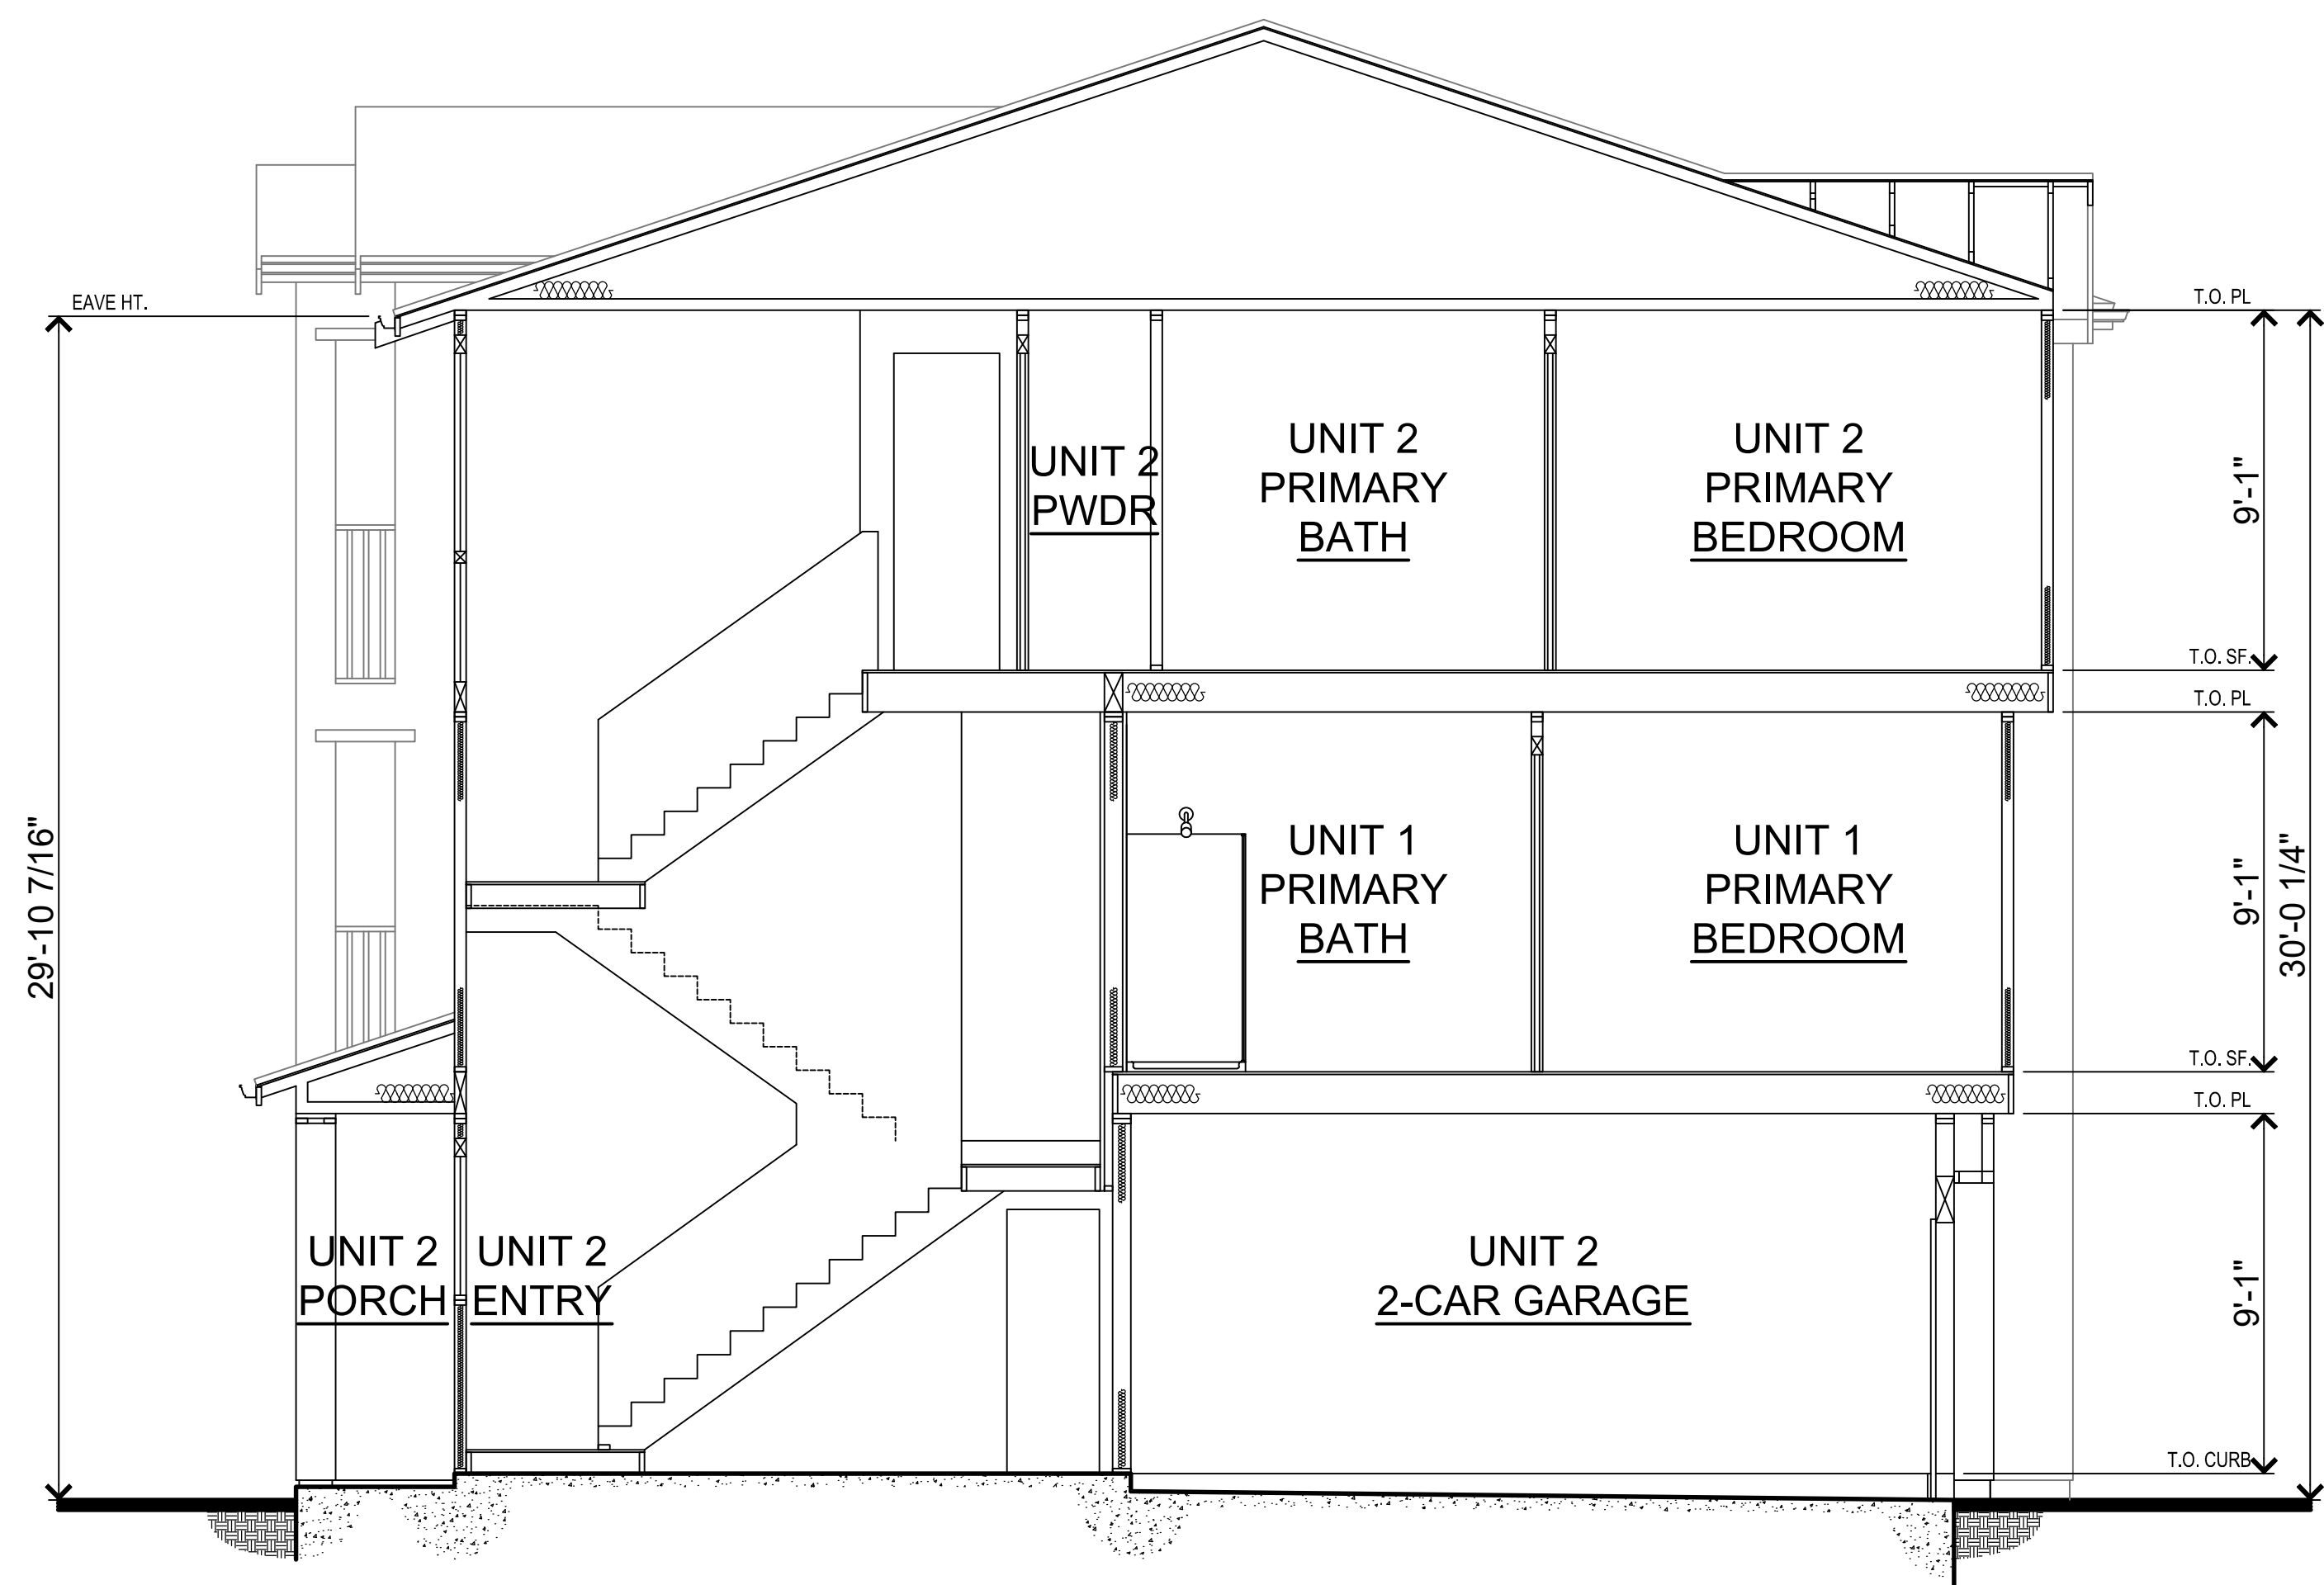 EAVE HT.
T.O. PL
UNIT 2
PWDR
UNIT 2
PRIMARY
BATH
UNIT 2
PRIMARY
BEDROOM
9'-1"
T.O. SF.
T.O. PL
29'-10 7/16"
UNIT 1
PRIMARY
BATH
UNIT 1
PRIMARY
BEDROOM
9'-1"
30'-0 1/4"
T.O. SF.
T.O. PL
UNIT 2
PORCH
UNIT 2
ENTRY
UNIT 2
2-CAR GARAGE
9'-1"
T.O. CURB